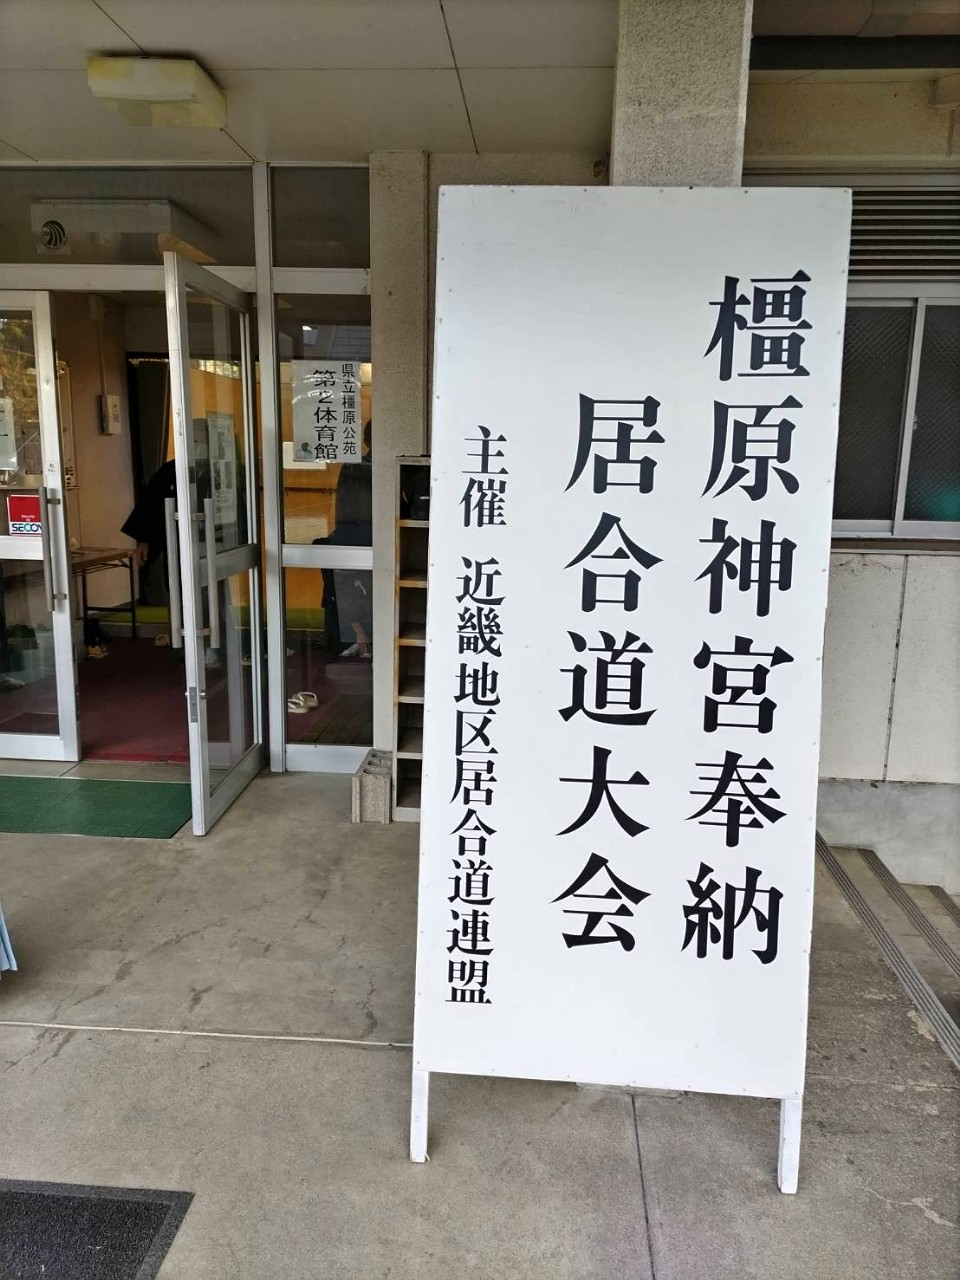 橿原神宮奉納
居合道大会
主催 近畿地区居合道連盟
県立橿原公苑
第2体育館
SECOM